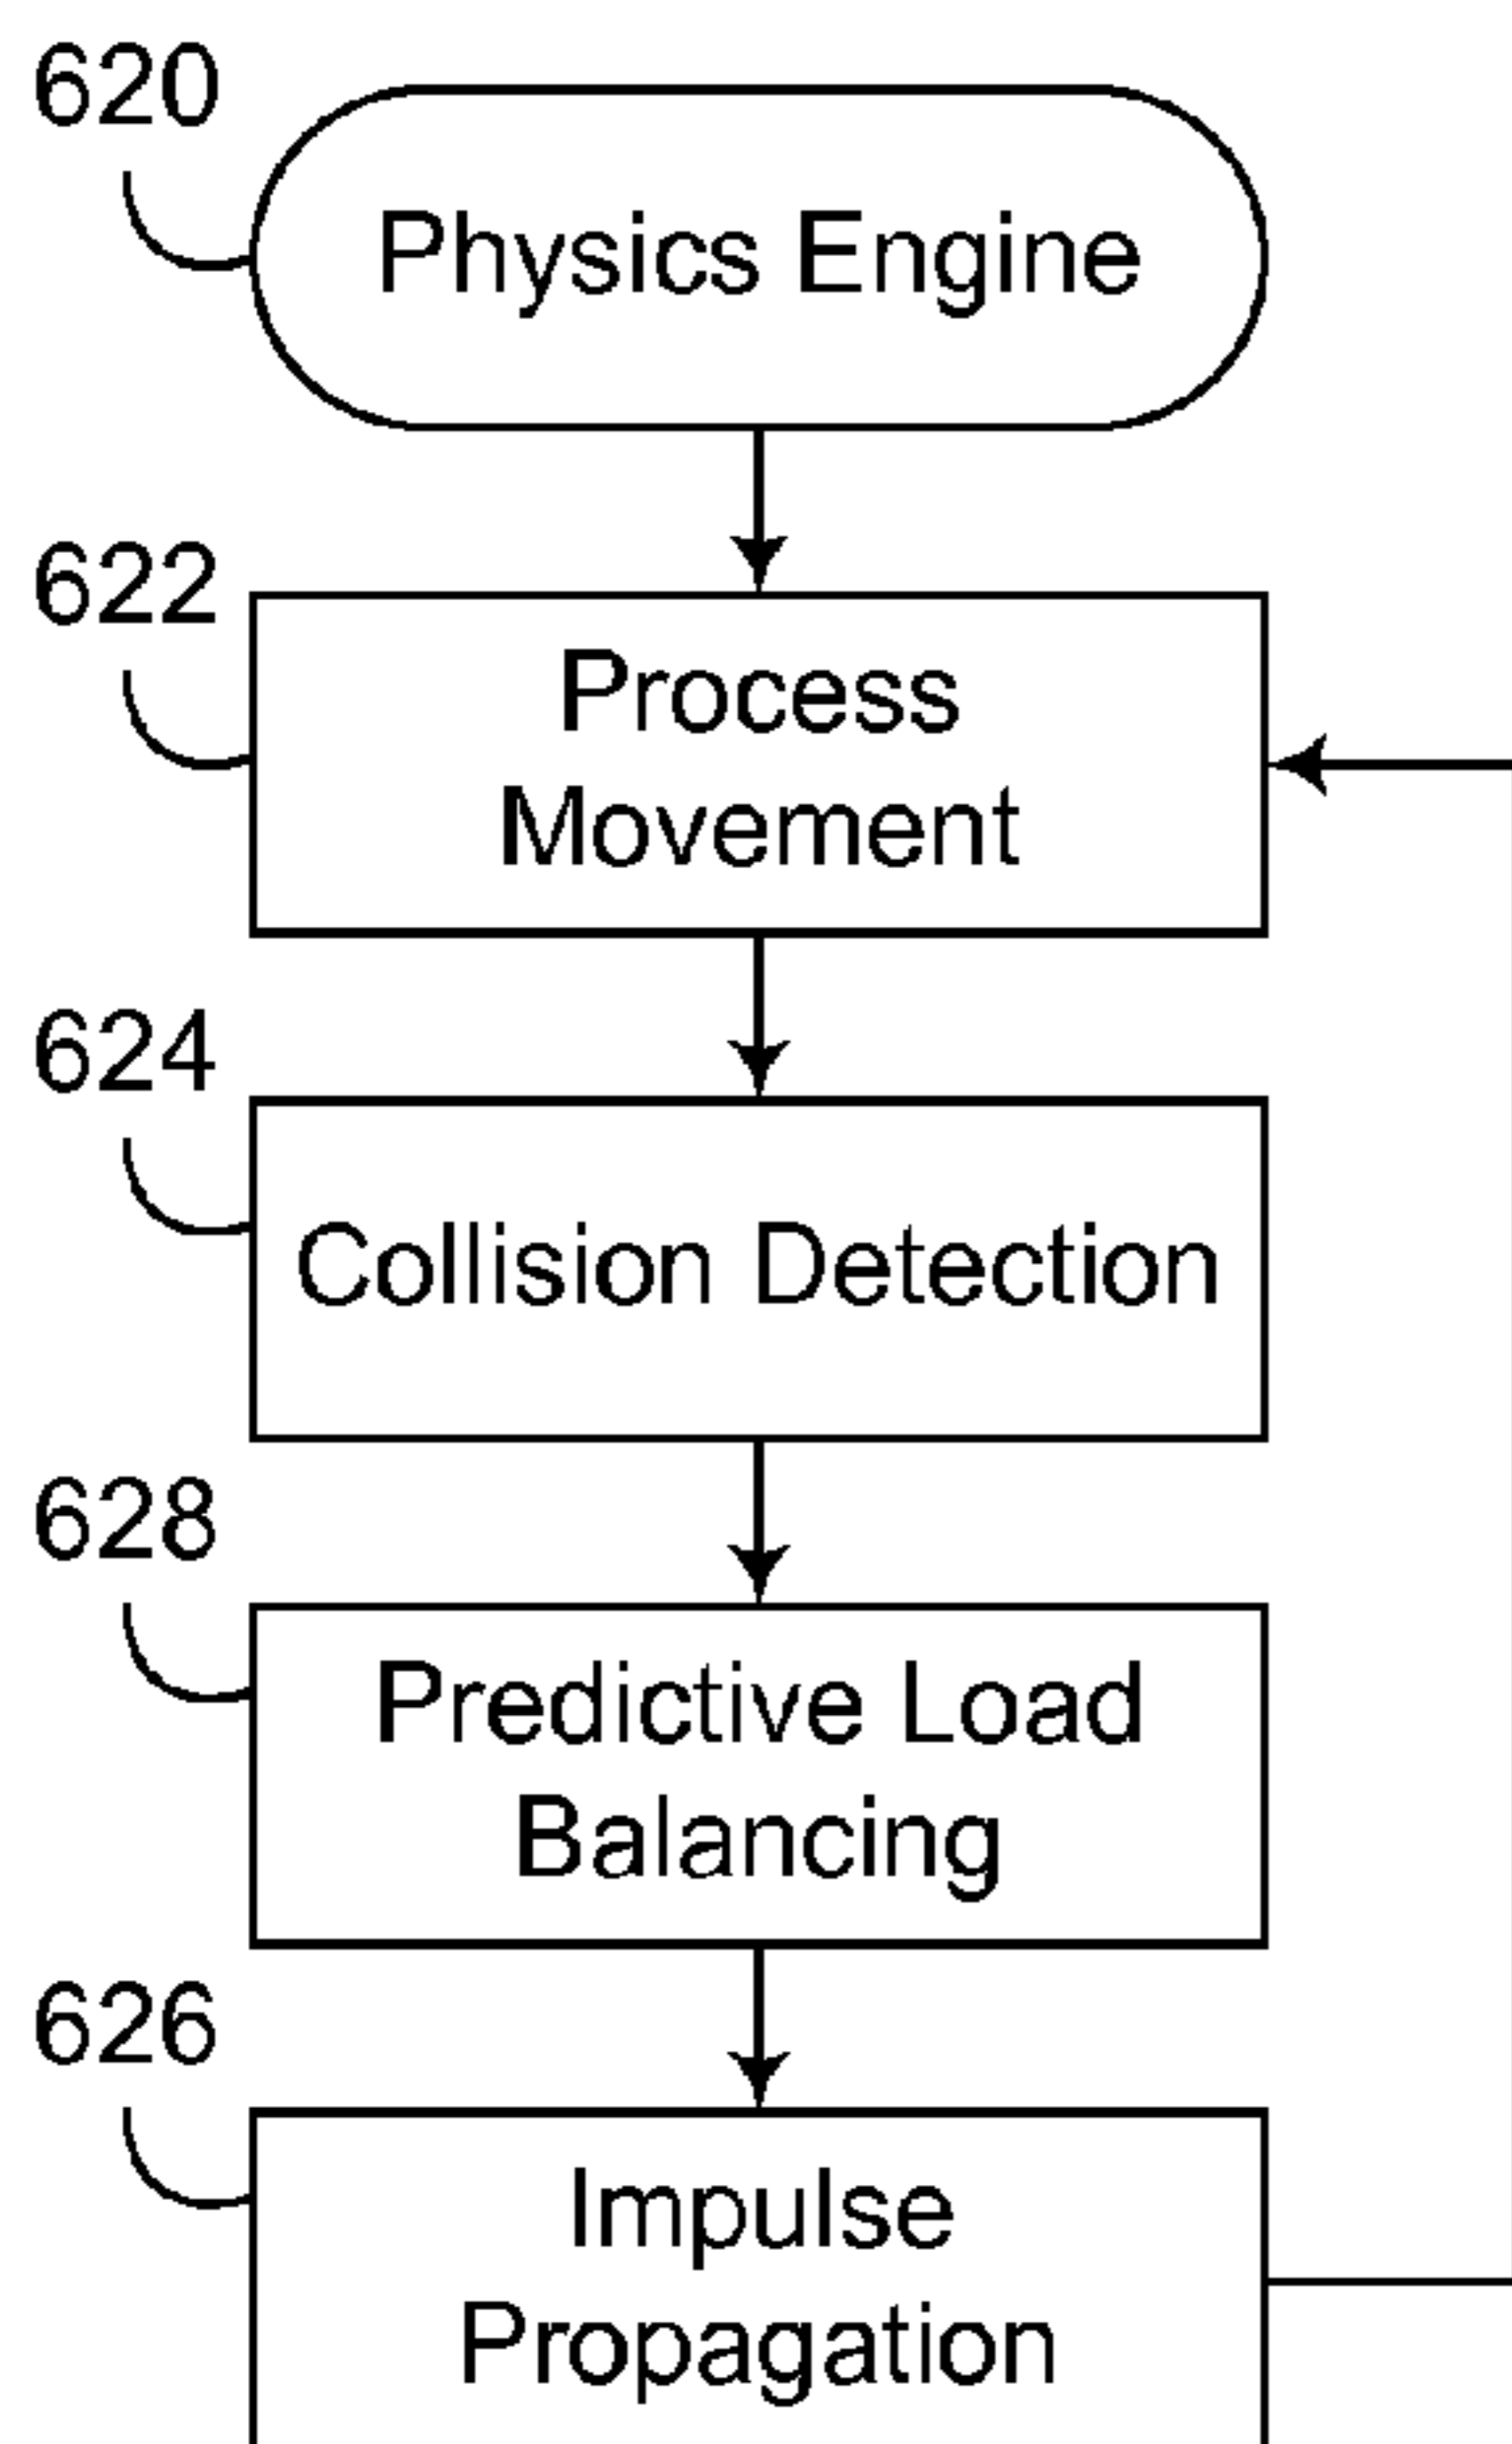 620
Physics Engine
622
Process
Movement
624
Collision Detection
628
Predictive Load
Balancing
626
Impulse
Propagation